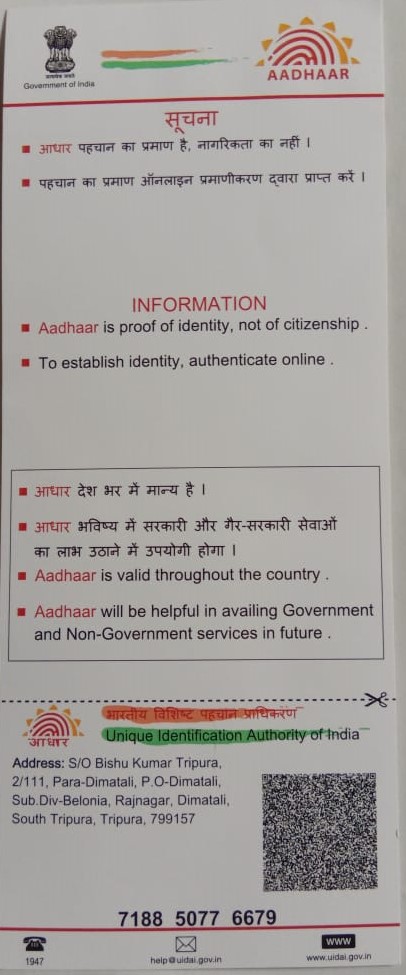 सत्यमेव जयते
Government of India
AADHAAR
सूचना
आधार पहचान का प्रमाण है, नागरिकता का नहीं ।
पहचान का प्रमाण ऑनलाइन प्रमाणीकरण द्वारा प्राप्त करें ।
INFORMATION
Aadhaar is proof of identity, not of citizenship .
To establish identity, authenticate online .
आधार देश भर में मान्य है ।
आधार भविष्य में सरकारी और गैर-सरकारी सेवाओं
का लाभ उठाने में उपयोगी होगा ।
Aadhaar is valid throughout the country .
Aadhaar will be helpful in availing Government
and Non-Government services in future .
भारतीय विशिष्ट पहचान प्राधिकरण
Unique Identification Authority of India
आधार
Address: S/O Bishu Kumar Tripura,
2/111, Para-Dimatali, P.O-Dimatali,
Sub.Div-Belonia, Rajnagar, Dimatali,
South Tripura, Tripura, 799157
7188 5077 6679
1947
help@uidai.gov.in
WWW
www.uidai.gov.in